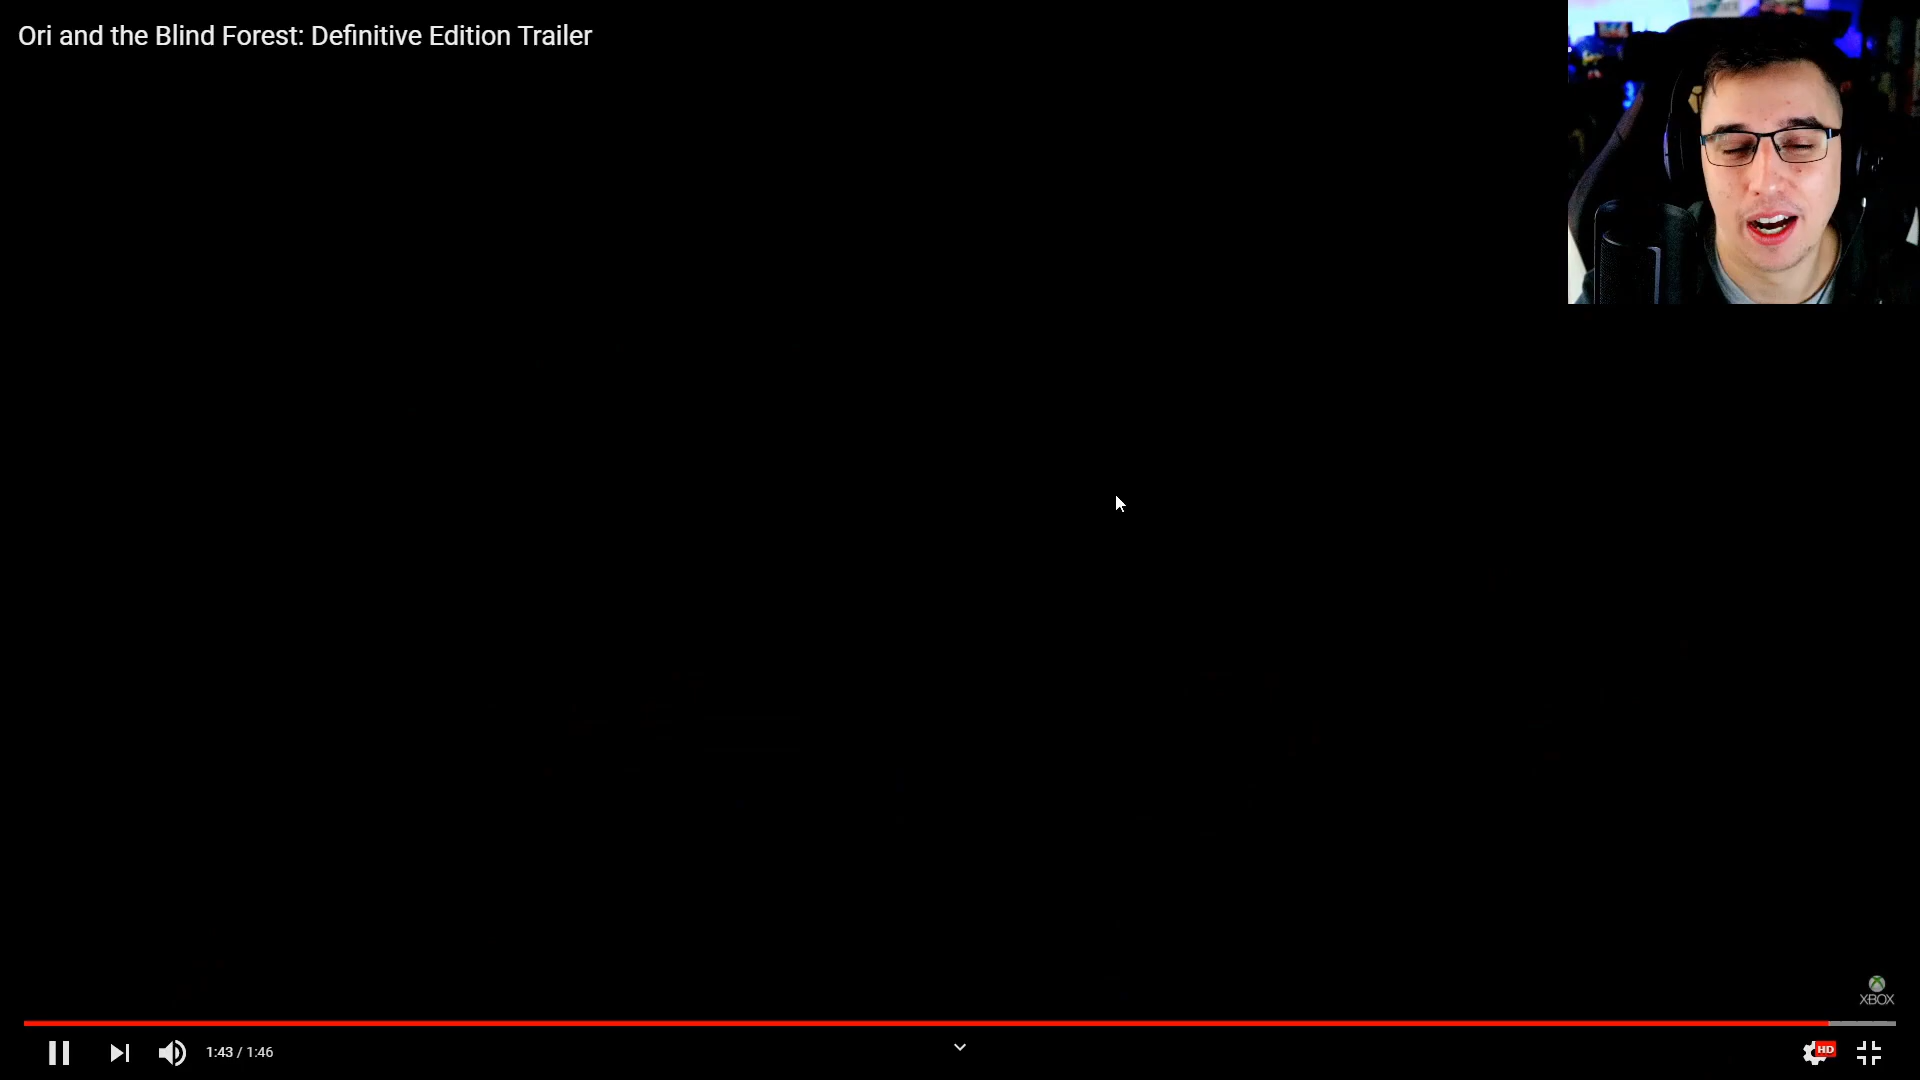 Ori and the Blind Forest: Definitive Edition Trailer
XBOX
1:43 / 1:46
HD